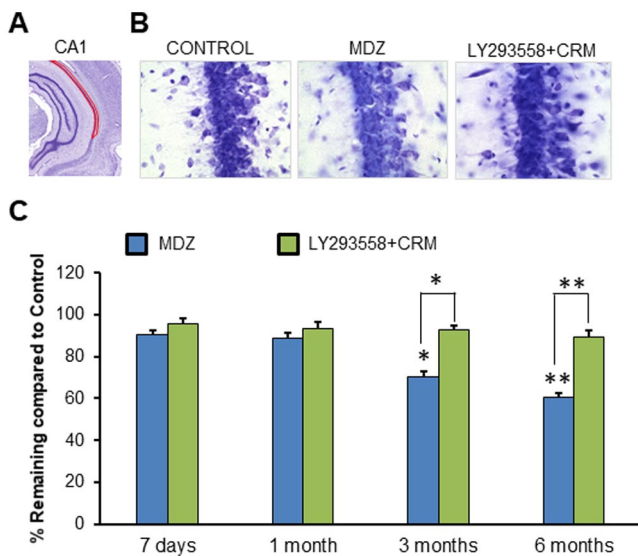 A
B
CA1
CONTROL
MDZ
LY293558+CRM
C
MDZ
LY293558+CRM
% Remaining compared to Control
120
100
80
60
40
20
0
*
**
*
**
7 days
1 month
3 months
6 months